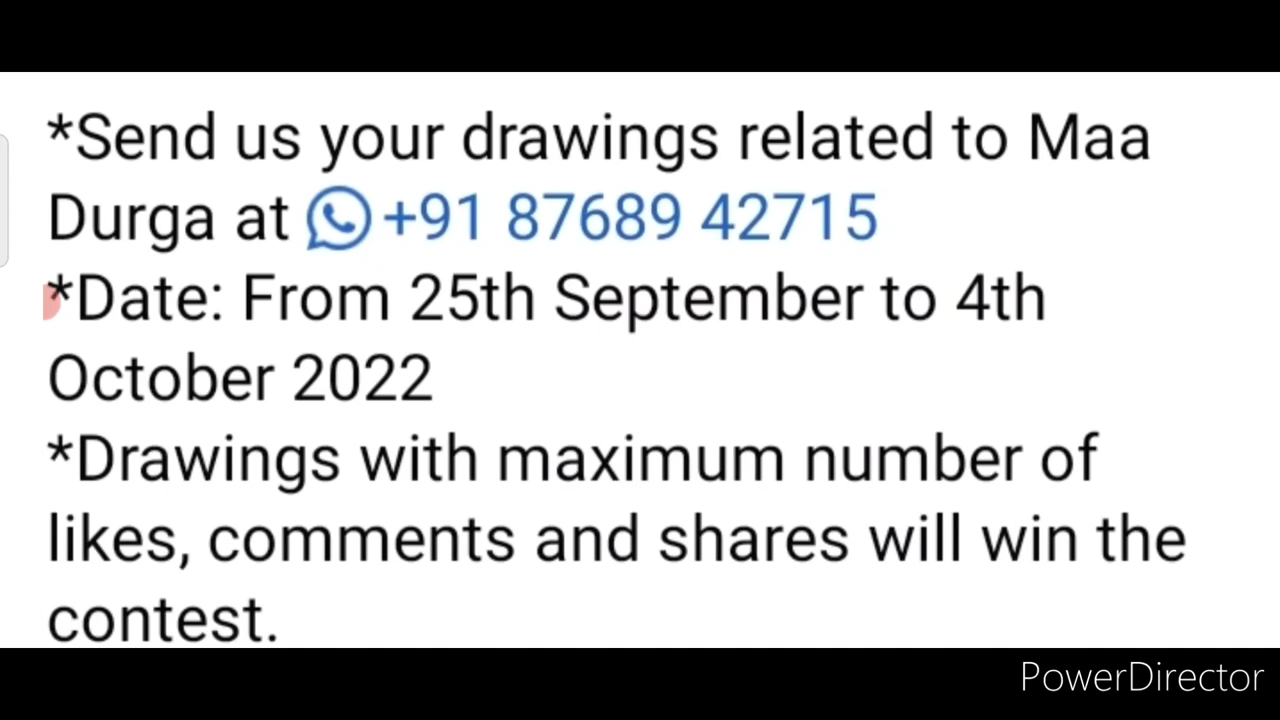 *Send us your drawings related to Maa
Durga at +91 87689 42715
*Date: From 25th September to 4th
October 2022
*Drawings with maximum number of
likes, comments and shares will win the
contest.
PowerDirector